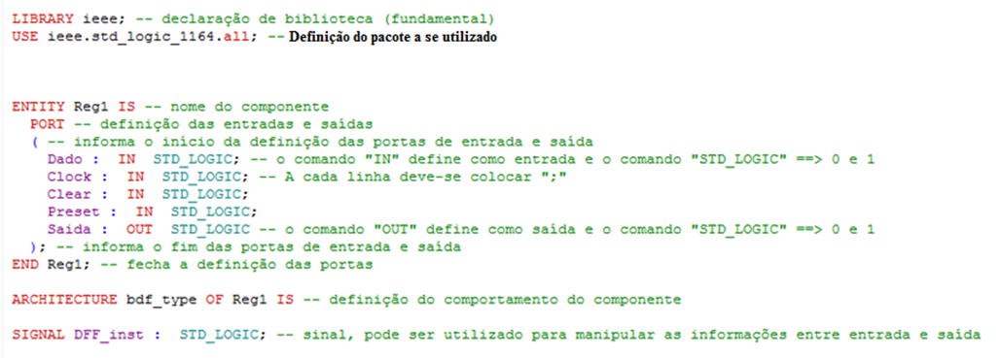 LIBRARY ieee; -- declaração de biblioteca (fundamental)
USE ieee.std_logic_1164.all; -- Definição do pacote a se utilizado
ENTITY Reg1 IS -- nome do componente
PORT -- definição das entradas e saídas
( -- informa o início da definição das portas de entrada e saída
Dado : IN STD_LOGIC; -- o comando "IN" define como entrada e o comando "STD_LOGIC" ==> 0 e 1
Clock : IN STD_LOGIC; -- A cada linha deve-se colocar ";"
Clear : IN STD_LOGIC;
Preset : IN STD_LOGIC;
Saida : OUT STD_LOGIC -- o comando "OUT" define como saída e o comando "STD_LOGIC" ==> 0 e 1
); -- informa o fim das portas de entrada e saída
END Reg1; -- fecha a definição das portas
ARCHITECTURE bdf_type OF Reg1 IS -- definição do comportamento do componente
SIGNAL DFF_inst : STD_LOGIC; -- sinal, pode ser utilizado para manipular as informações entre entrada e saída